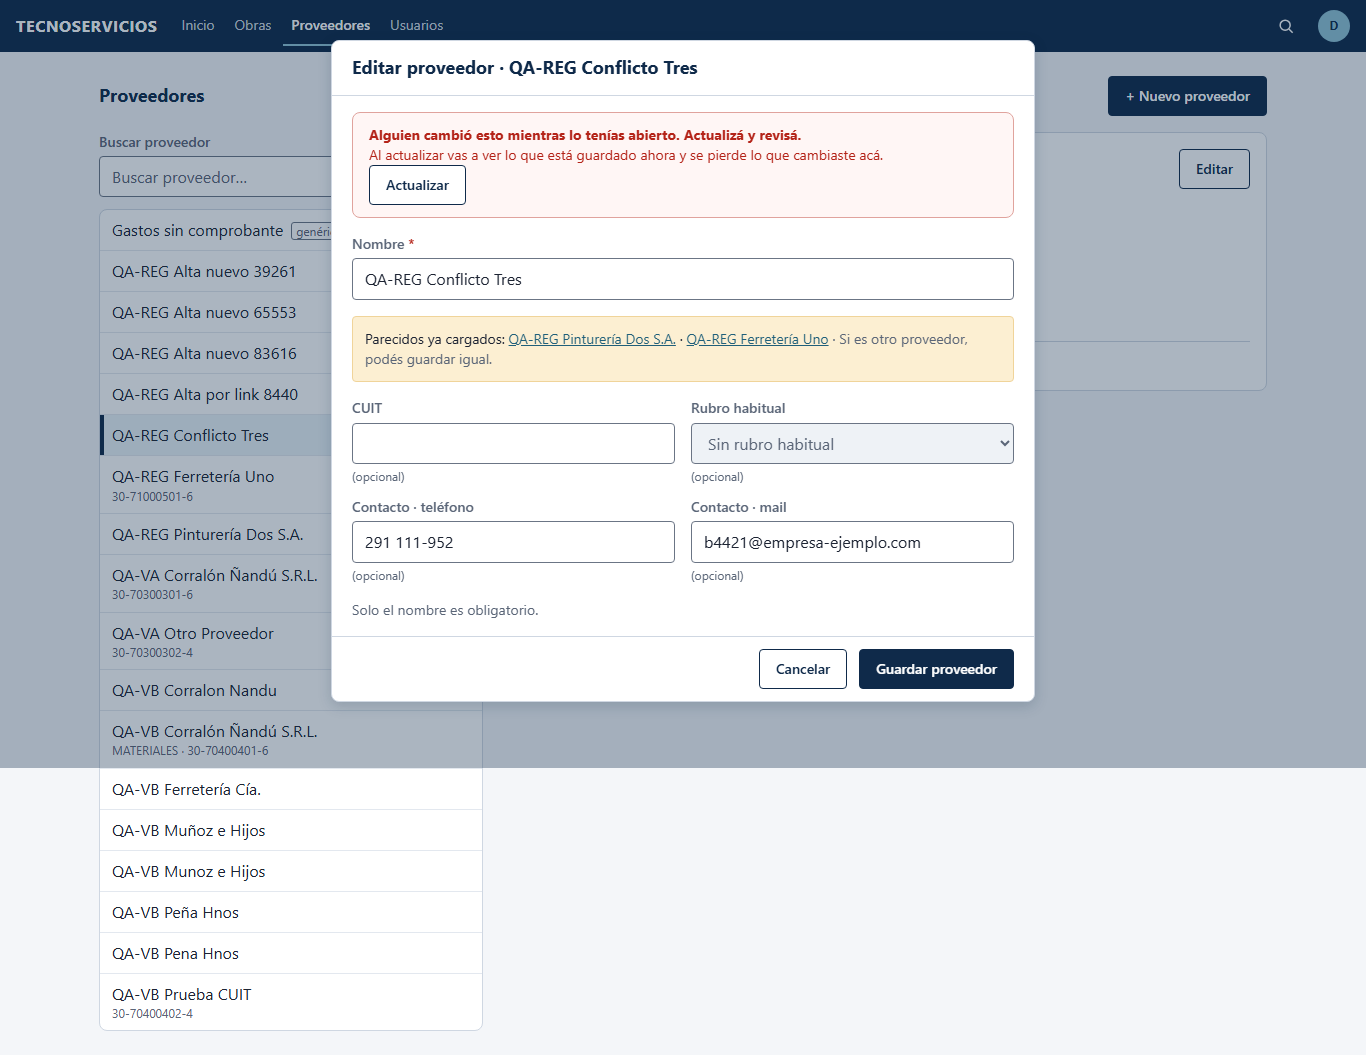 TECNOSERVICIOS
Inicio
Obras
Proveedores
Usuarios
D
Proveedores
+ Nuevo proveedor
Buscar proveedor
Buscar proveedor...
Editar
Gastos sin comprobante
QA-REG Alta nuevo 39261
QA-REG Alta nuevo 65553
QA-REG Alta nuevo 83616
QA-REG Alta por link 8440
QA-REG Conflicto Tres
QA-REG Ferretería Uno
30-71000501-6
QA-REG Pinturería Dos S.A.
QA-VA Corralón Ñandú S.R.L.
30-70300301-6
QA-VA Otro Proveedor
30-70300302-4
QA-VB Corralon Nandu
QA-VB Corralón Ñandú S.R.L.
MATERIALES · 30-70400401-6
QA-VB Ferretería Cía.
QA-VB Muñoz e Hijos
QA-VB Munoz e Hijos
QA-VB Peña Hnos
QA-VB Pena Hnos
QA-VB Prueba CUIT
30-70400402-4
Editar proveedor · QA-REG Conflicto Tres
Alguien cambió esto mientras lo tenías abierto. Actualizá y revisá.
Al actualizar vas a ver lo que está guardado ahora y se pierde lo que cambiaste acá.
Actualizar
Nombre *
QA-REG Conflicto Tres
Parecidos ya cargados: QA-REG Pinturería Dos S.A. · QA-REG Ferretería Uno · Si es otro proveedor,
podés guardar igual.
CUIT
Rubro habitual
Sin rubro habitual
(opcional)
(opcional)
Contacto · teléfono
Contacto · mail
291 111-952
b4421@empresa-ejemplo.com
(opcional)
(opcional)
Solo el nombre es obligatorio.
Cancelar
Guardar proveedor